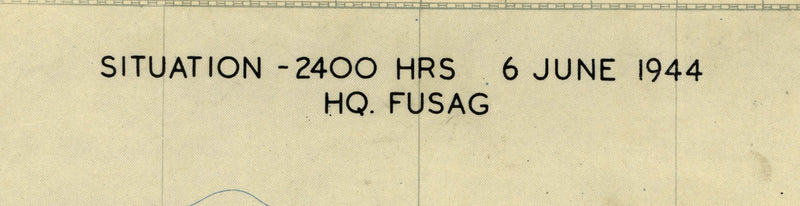 SITUATION - 2400 HRS 6 JUNE 1944
HQ. FUSAG